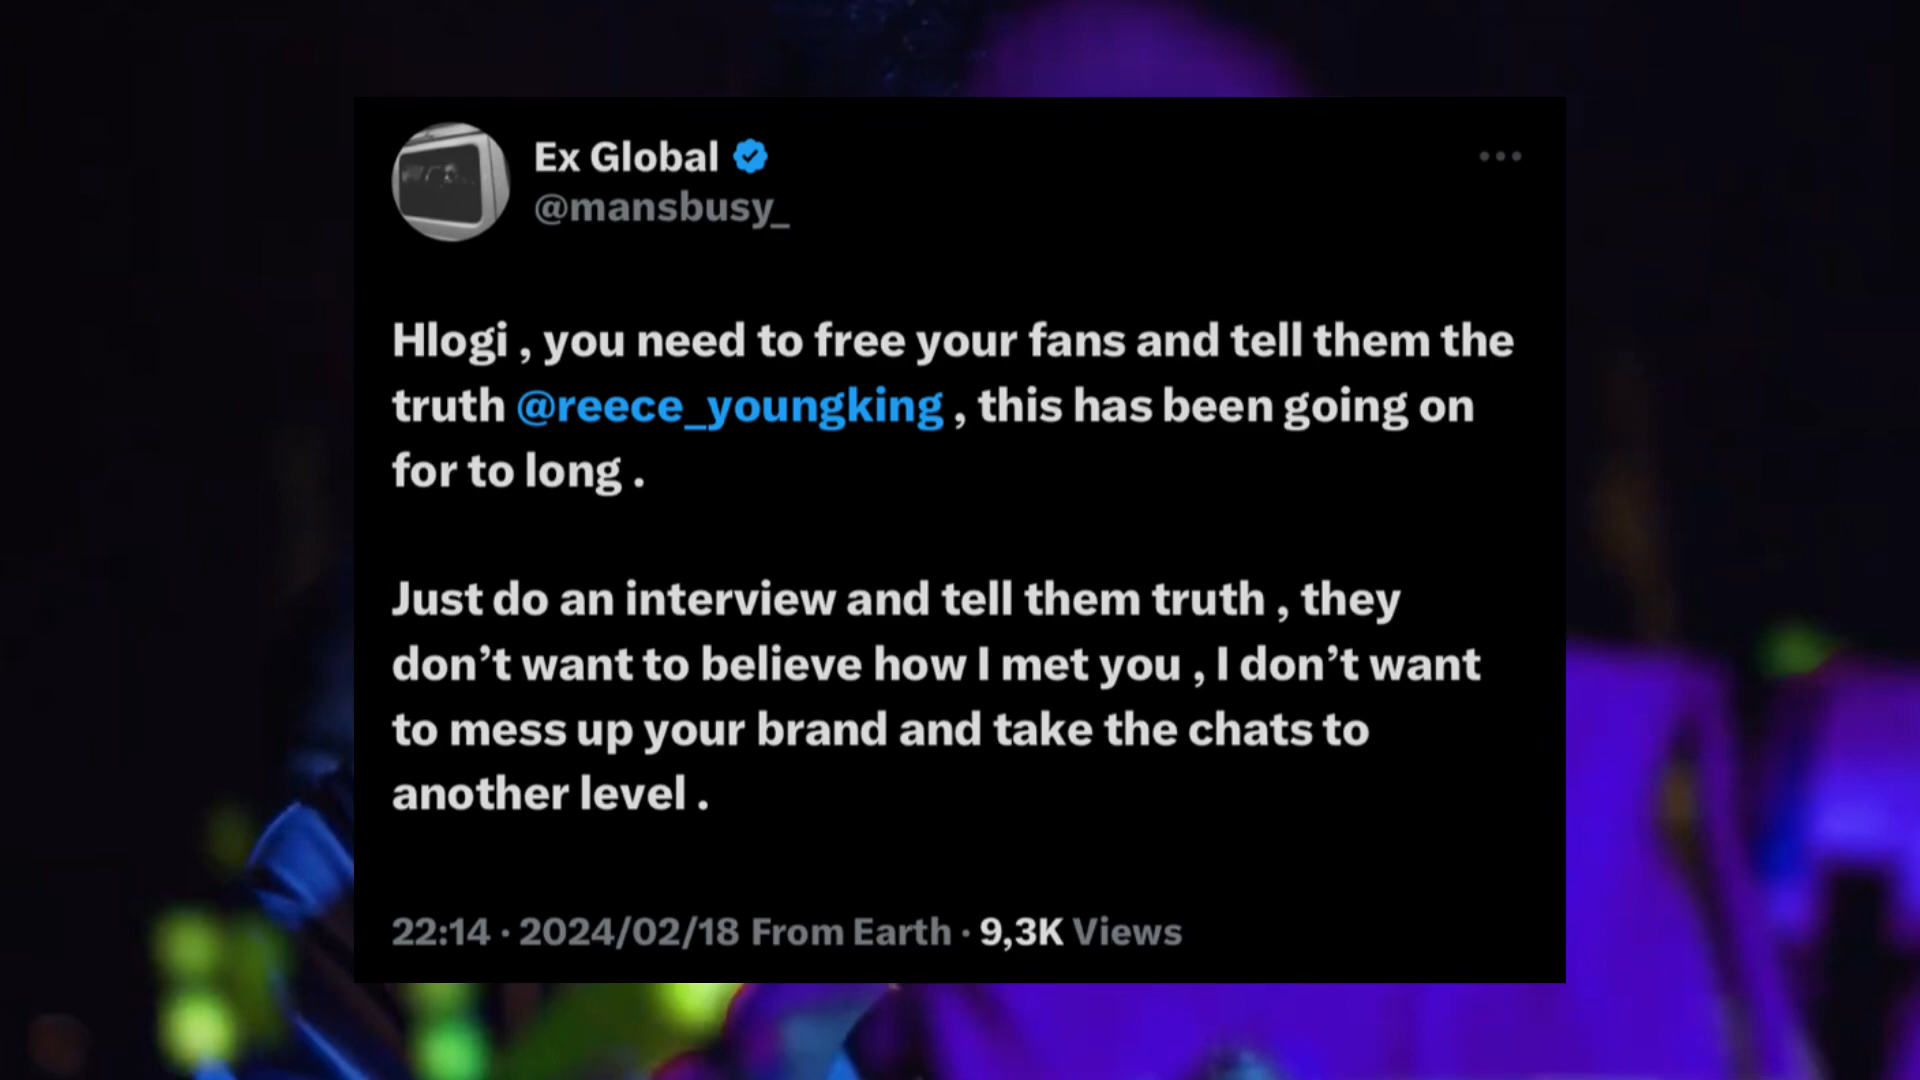 Ex Global
@mansbusy_
Hlogi , you need to free your fans and tell them the
truth @reece_youngking , this has been going on
for to long .
Just do an interview and tell them truth , they
don’t want to believe how I met you , I don’t want
to mess up your brand and take the chats to
another level .
22:14 · 2024/02/18 From Earth · 9,3K Views